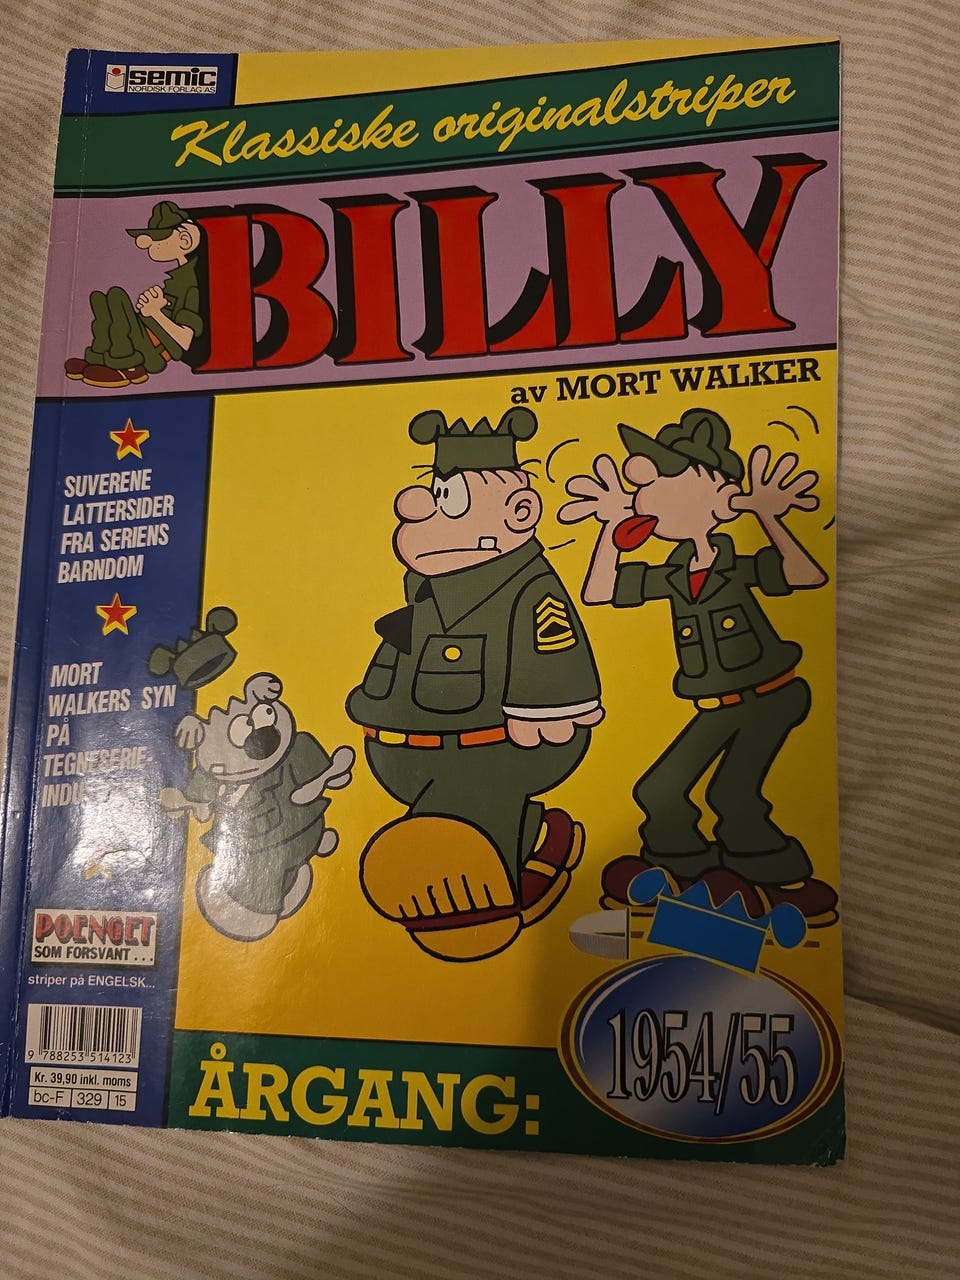 semic
NORDISK FORLAG AS
Klassiske originalstriper
BILLY
av MORT WALKER
SUVERENE
LATTERSIDER
FRA SERIENS
BARNDOM
MORT
WALKERS SYN
PÅ
TEGNESERIE-
POENGET
SOM FORSVANT...
striper på ENGELSK...
9 788253 514123
Kr. 39,90 inkl. moms
bc-F 329 15
ÅRGANG:
1954/55